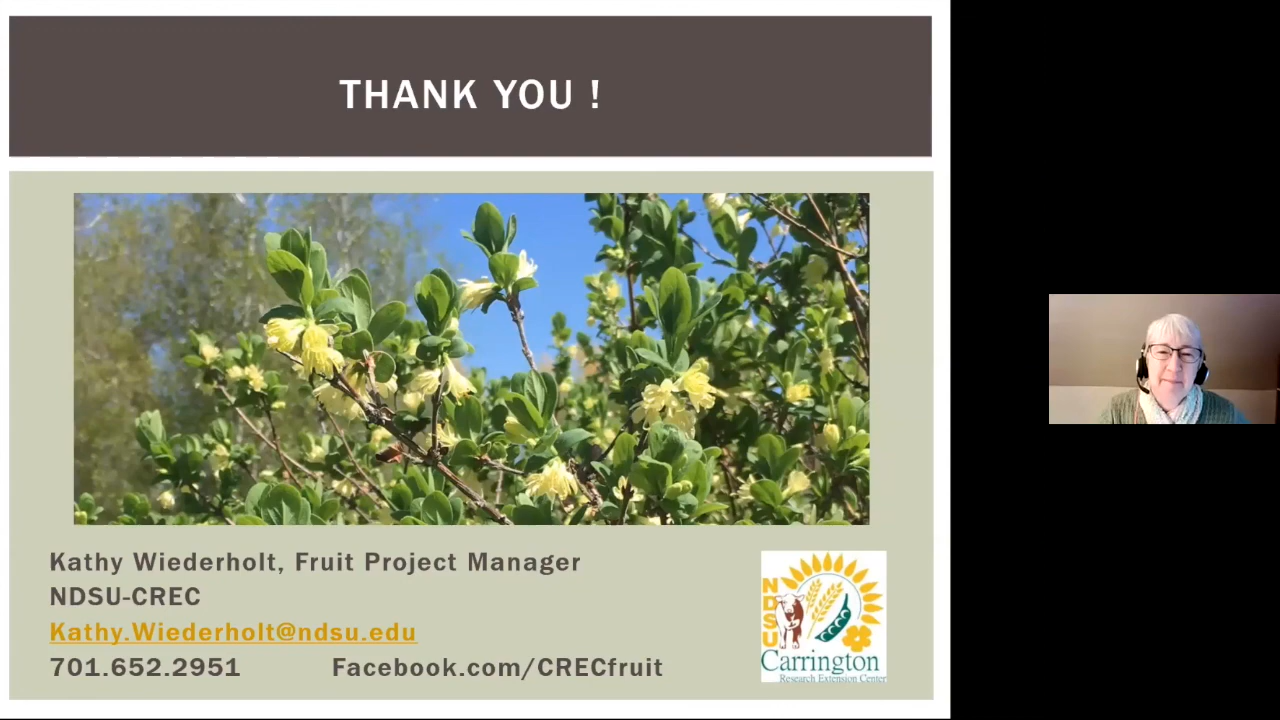 THANK YOU !
Kathy Wiederholt, Fruit Project Manager
NDSU-CREC
Kathy.Wiederholt@ndsu.edu
701.652.2951 Facebook.com/CRECfruit
NDSU
Carrington
Research Extension Center